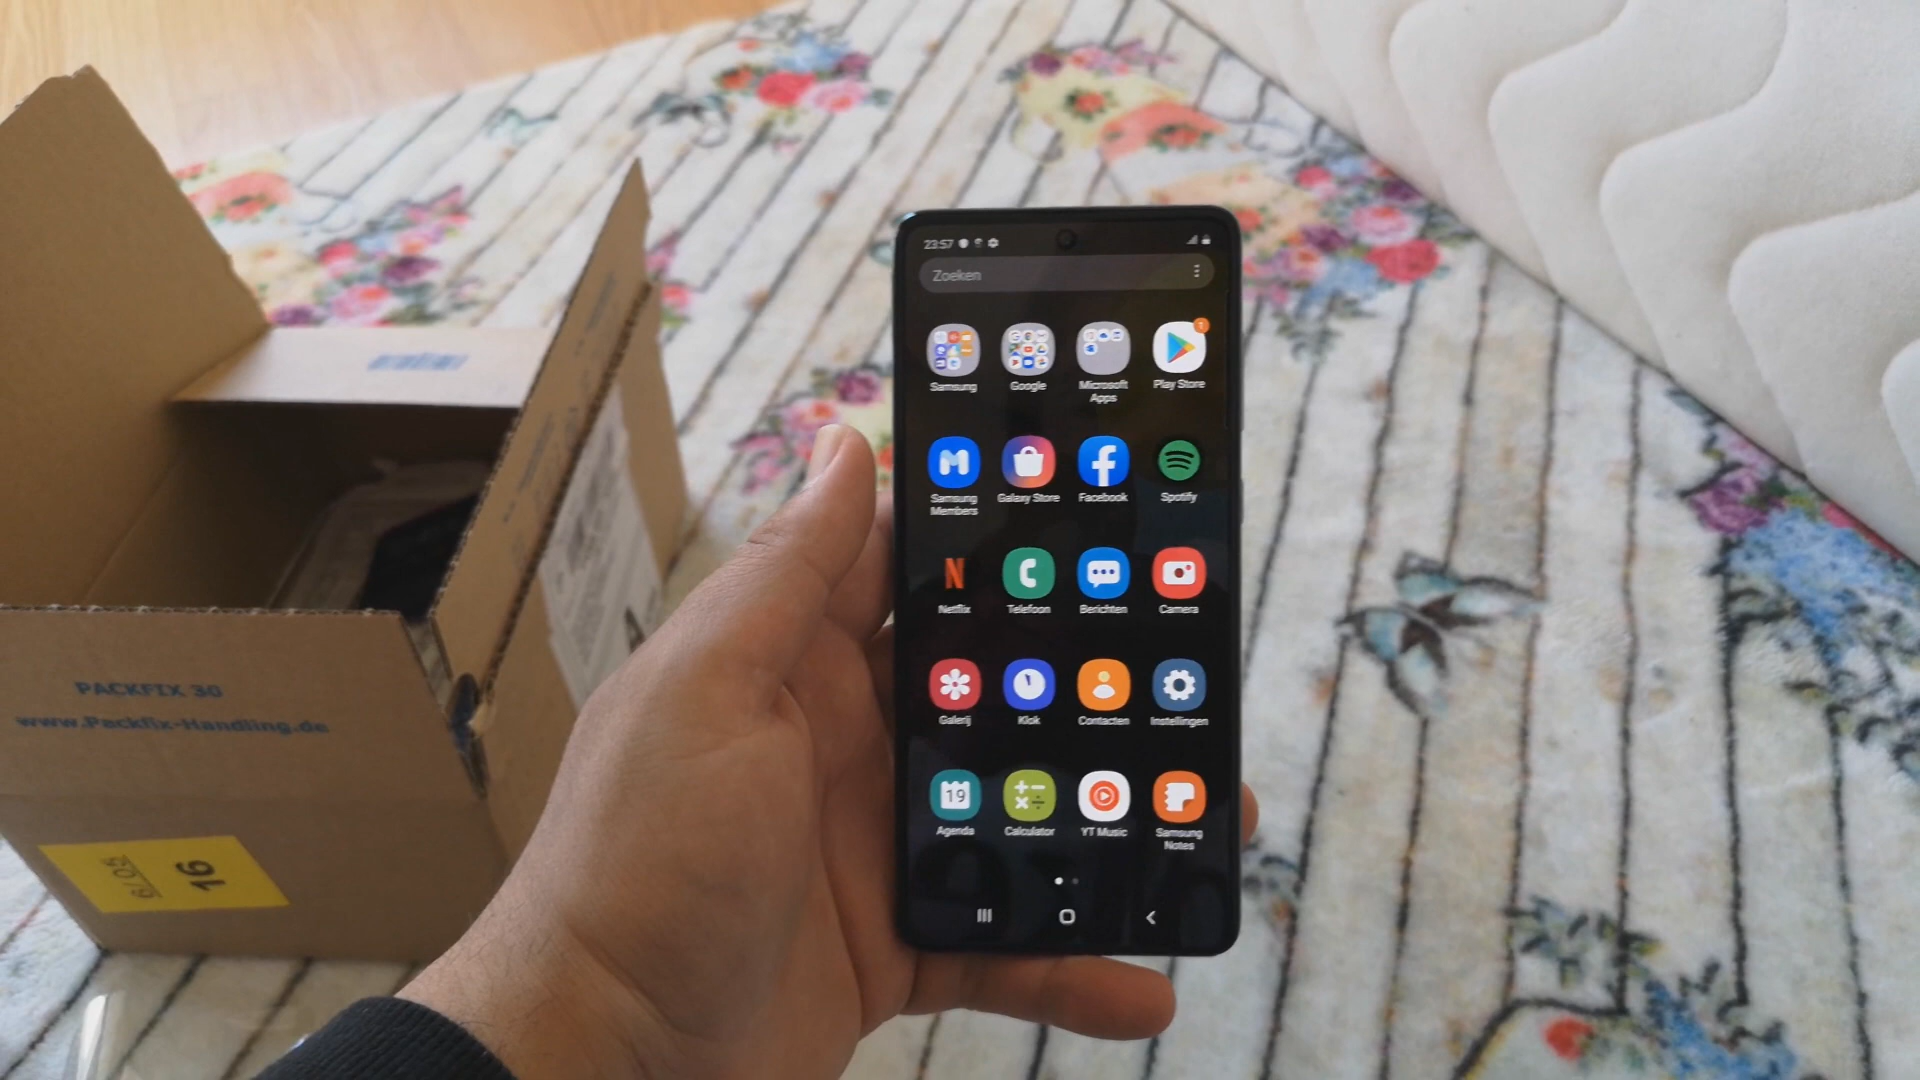 23:57
Zoeken
Samsung
Google
Microsoft
Apps
Play Store
Samsung
Members
Galaxy Store
Facebook
Spotify
N
Netflix
Telefoon
Berichten
Camera
Galerij
Klok
Contacten
Instellingen
19
Agenda
Calculator
YT Music
Samsung
Notes
PACKFIX 30
www.Packfix-Handling.de
16